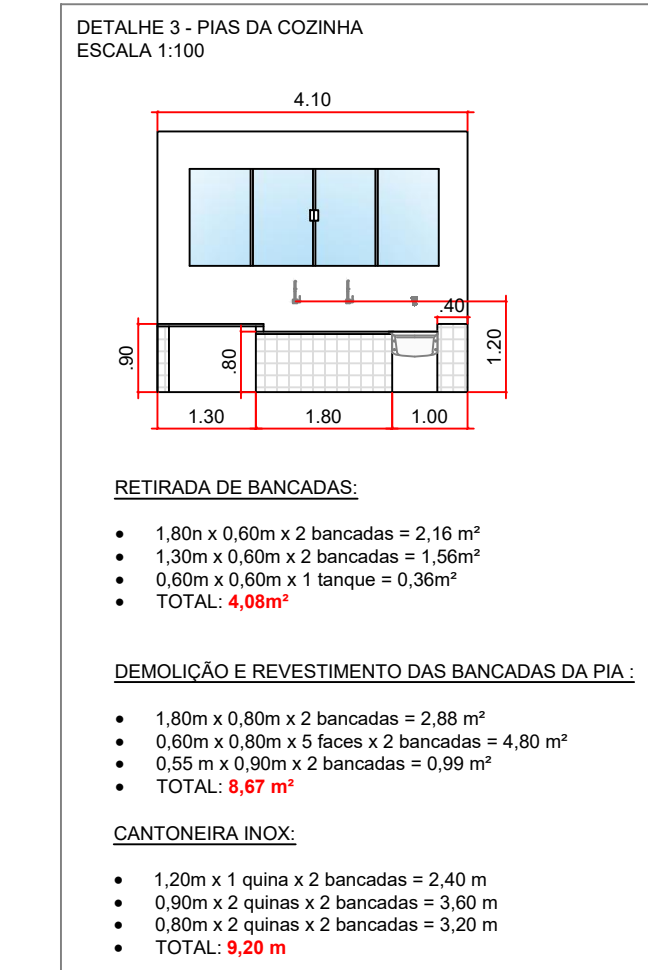 DETALHE 3 - PIAS DA COZINHA
ESCALA 1:100
4.10
.40
.90
.80
1.20
1.30
1.80
1.00
RETIRADA DE BANCADAS:
• 1,80n x 0,60m x 2 bancadas = 2,16 m²
• 1,30m x 0,60m x 2 bancadas = 1,56m²
• 0,60m x 0,60m x 1 tanque = 0,36m²
• TOTAL: 4,08m²
DEMOLIÇÃO E REVESTIMENTO DAS BANCADAS DA PIA :
• 1,80m x 0,80m x 2 bancadas = 2,88 m²
• 0,60m x 0,80m x 5 faces x 2 bancadas = 4,80 m²
• 0,55 m x 0,90m x 2 bancadas = 0,99 m²
• TOTAL: 8,67 m²
CANTONEIRA INOX:
• 1,20m x 1 quina x 2 bancadas = 2,40 m
• 0,90m x 2 quinas x 2 bancadas = 3,60 m
• 0,80m x 2 quinas x 2 bancadas = 3,20 m
• TOTAL: 9,20 m